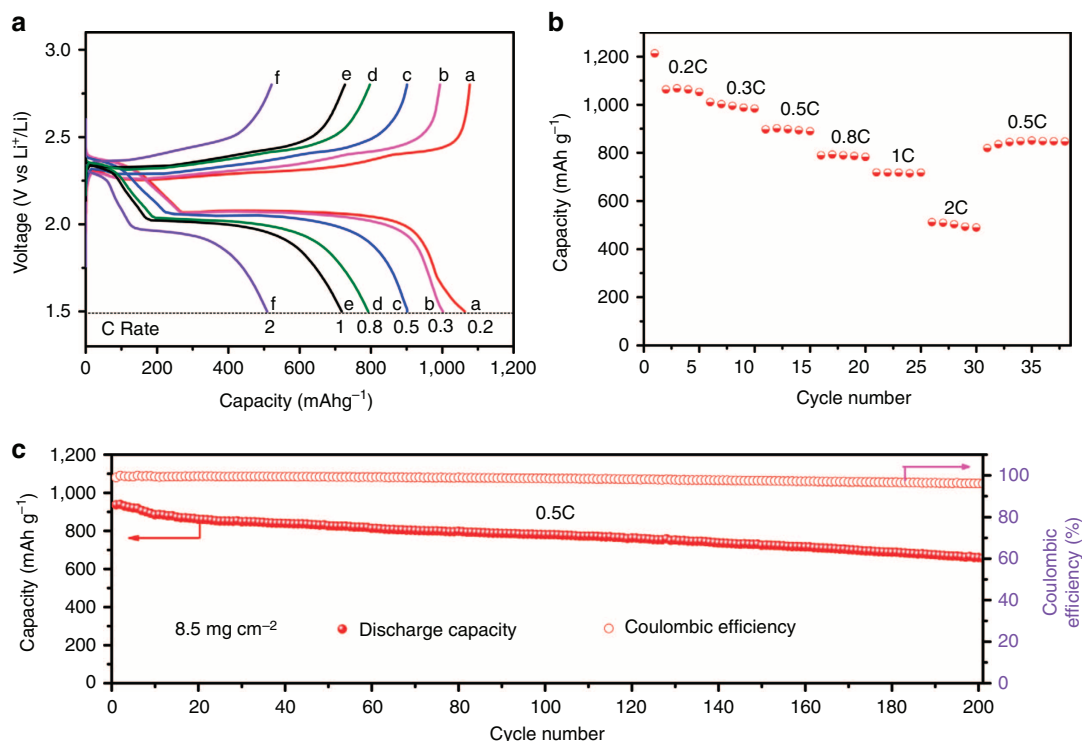 a
3.0
2.5
2.0
1.5
Voltage (V vs Li⁺/Li)
f e d c b a
f e d c b a
C Rate 2 1 0.8 0.5 0.3 0.2
0 200 400 600 800 1,000 1,200
Capacity (mAhg⁻¹)
b
1,200
1,000
800
600
400
200
0
Capacity (mAh g⁻¹)
0.2C
0.3C
0.5C
0.8C
1C
2C
0.5C
0 5 10 15 20 25 30 35
Cycle number
c
1,200
1,000
800
600
400
200
0
Capacity (mAh g⁻¹)
0.5C
8.5 mg cm⁻² Discharge capacity Coulombic efficiency
100
80
60
40
20
0
Coulombic
efficiency (%)
0 20 40 60 80 100 120 140 160 180 200
Cycle number